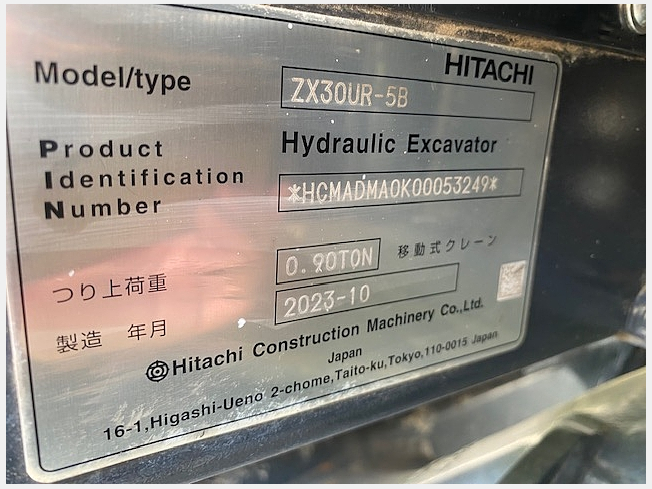 HITACHI
Model/type ZX30UR-5B
Product Hydraulic Excavator
Identification
Number *HCMADMA0K00053249*
つり上荷重 0.90TON 移動式クレーン
製造 年月 2023-10
Hitachi Construction Machinery Co.,Ltd.
Japan
16-1,Higashi-Ueno 2-chome,Taito-ku,Tokyo,110-0015 Japan